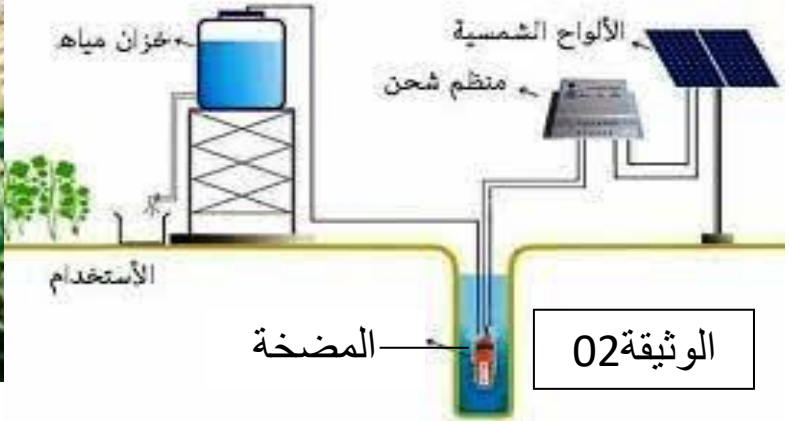 الألواح الشمسية
خزان مياه
منظم شحن
الأستخدام
المضخة
الوثيقة02